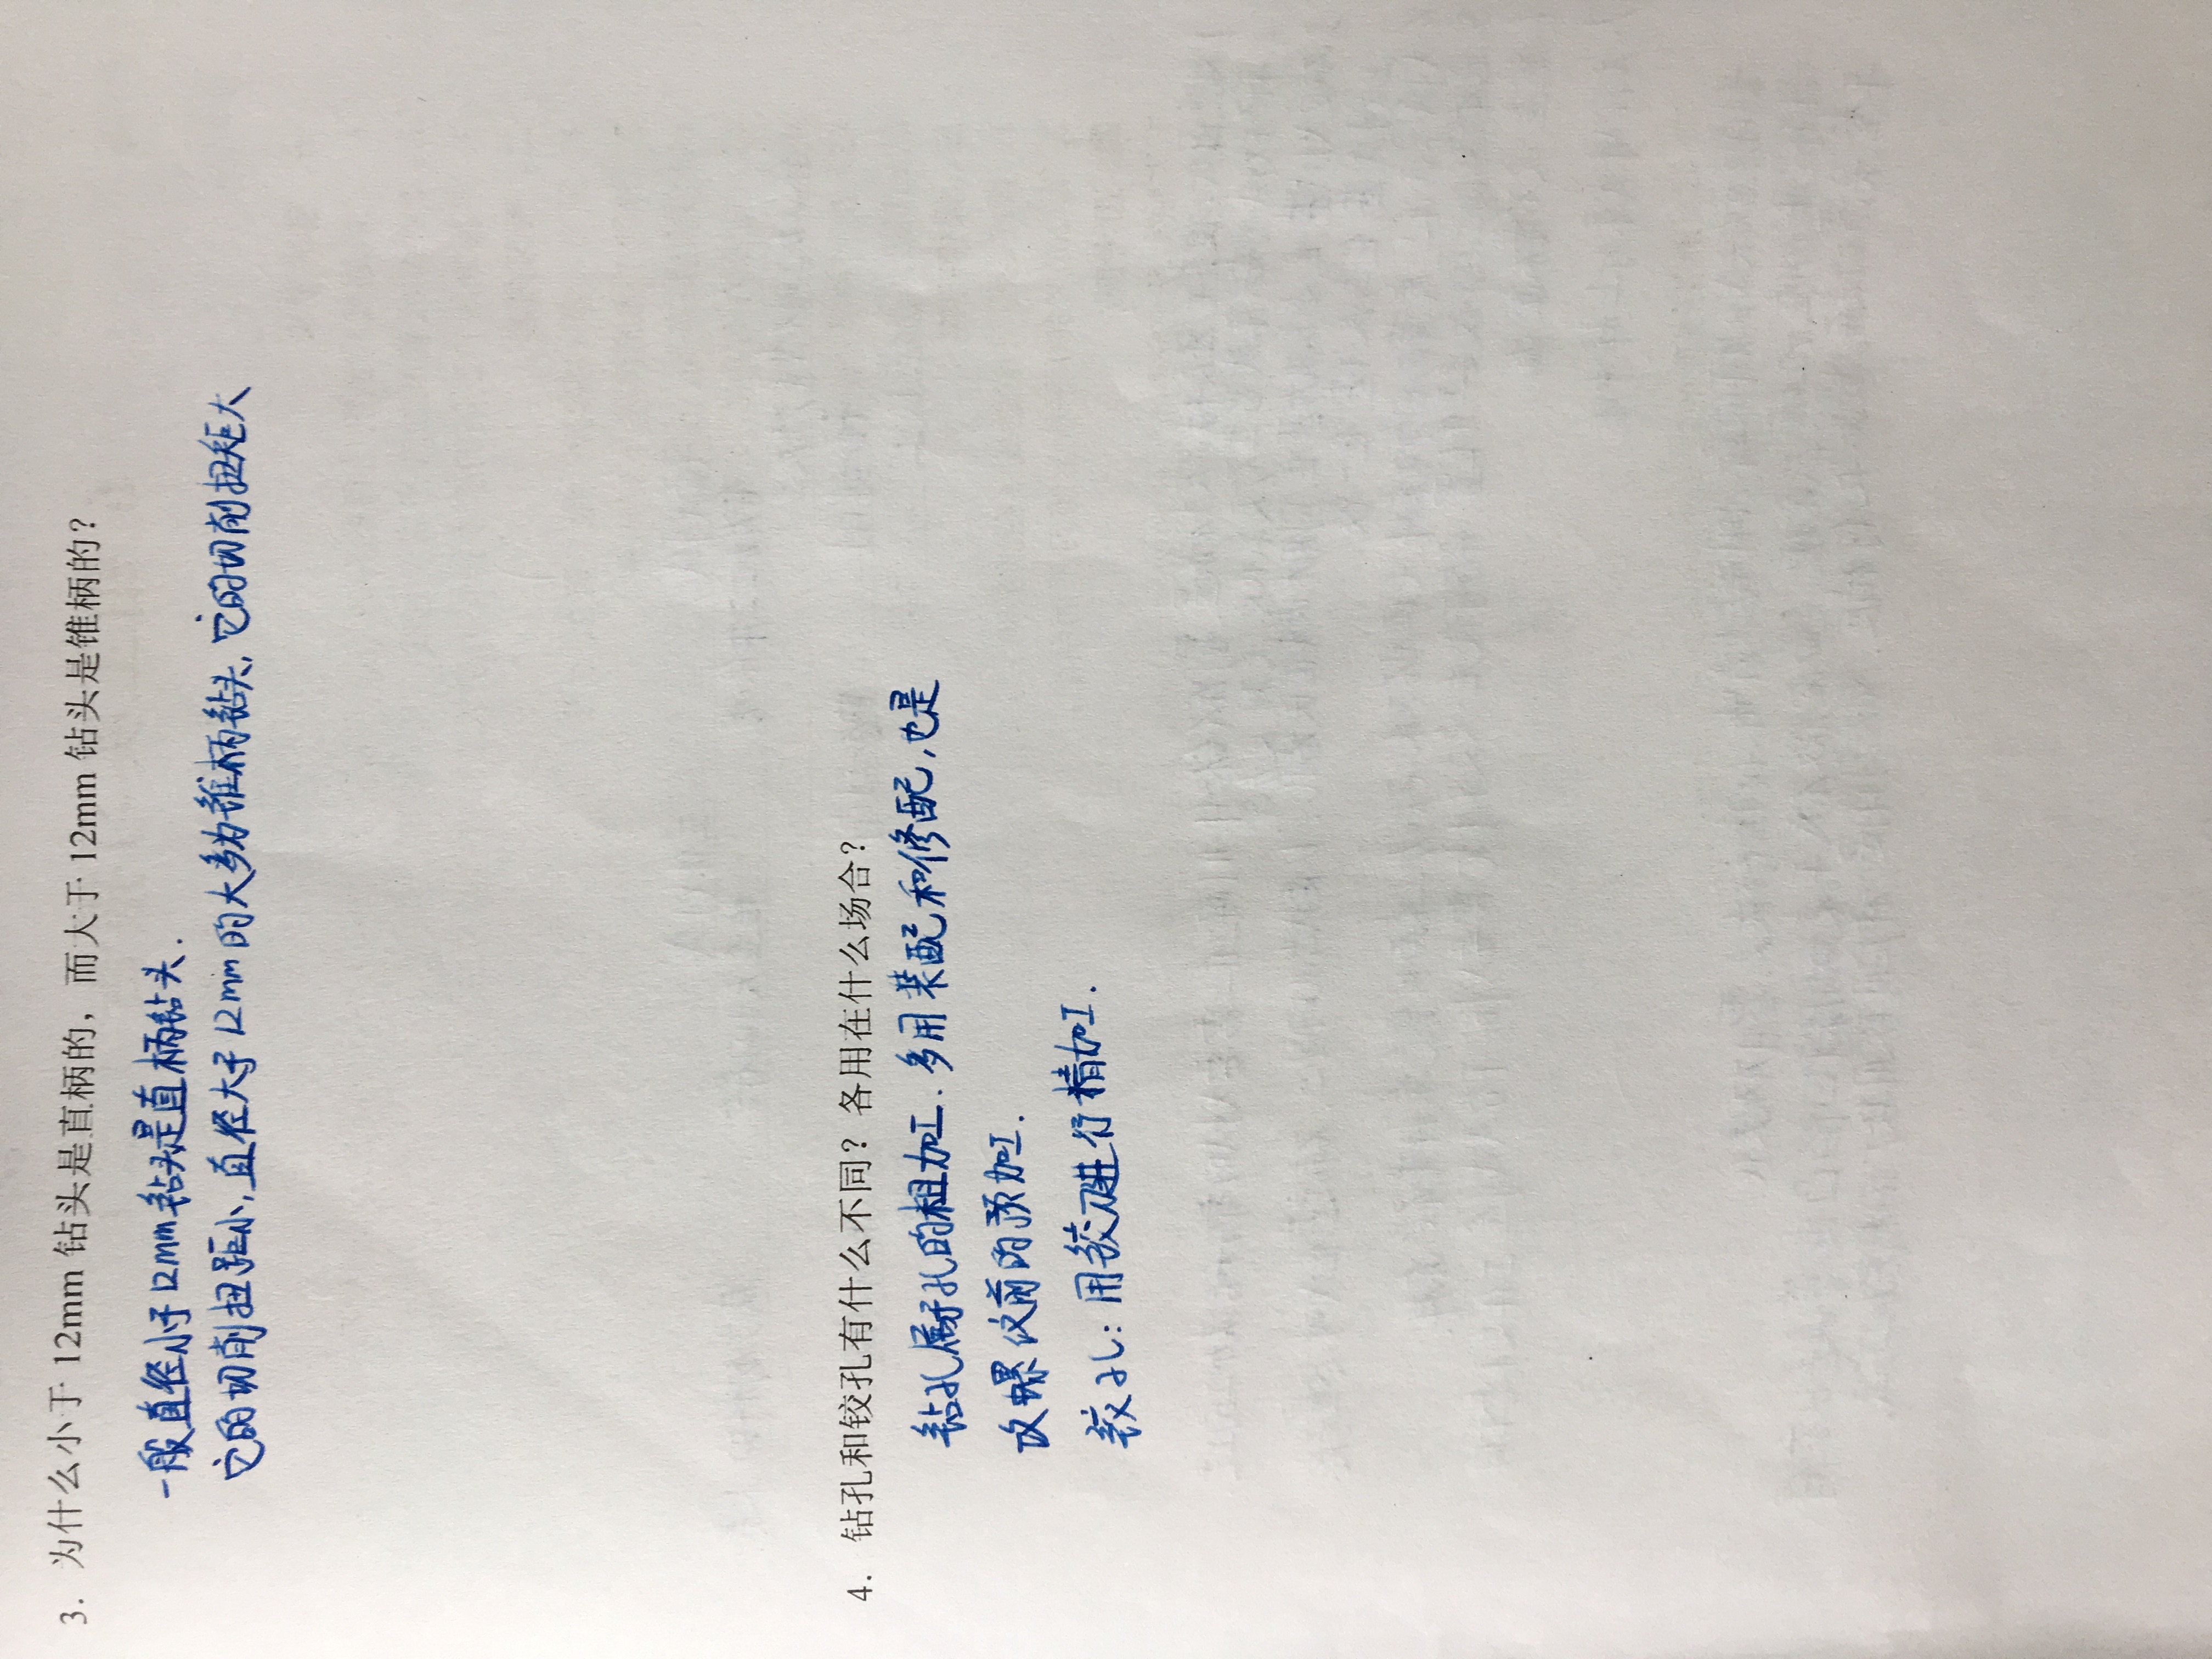 3. 为什么小于 12mm 钻头是直柄的，而大于 12mm 钻头是锥柄的？
一般直径小于12mm钻头是直柄钻头.
它的切削扭距小,直径大于12mm的大多为锥柄钻头,它的切削扭矩大
4. 钻孔和铰孔有什么不同？各用在什么场合？
钻孔属于孔的粗加工.多用装配和修配,也是
攻螺纹前的预加工.
铰孔:用铰刀进行精加工.